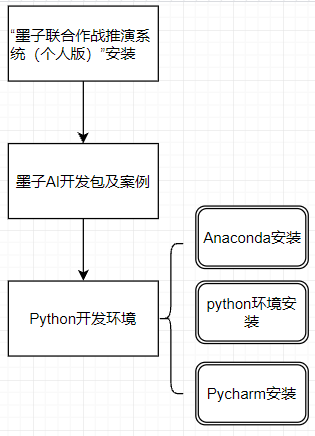 “墨子联合作战推演系
统（个人版）”安装
墨子AI开发包及案例
Python开发环境
Anaconda安装
python环境安
装
Pycharm安装